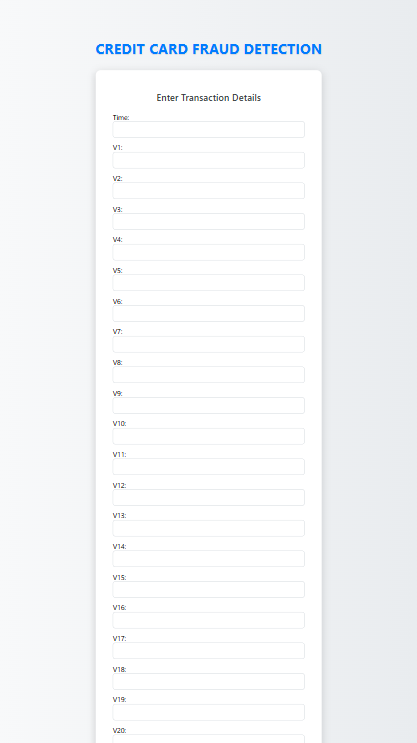 CREDIT CARD FRAUD DETECTION
Enter Transaction Details
Time:
V1:
V2:
V3:
V4:
V5:
V6:
V7:
V8:
V9:
V10:
V11:
V12:
V13:
V14:
V15:
V16:
V17:
V18:
V19:
V20: